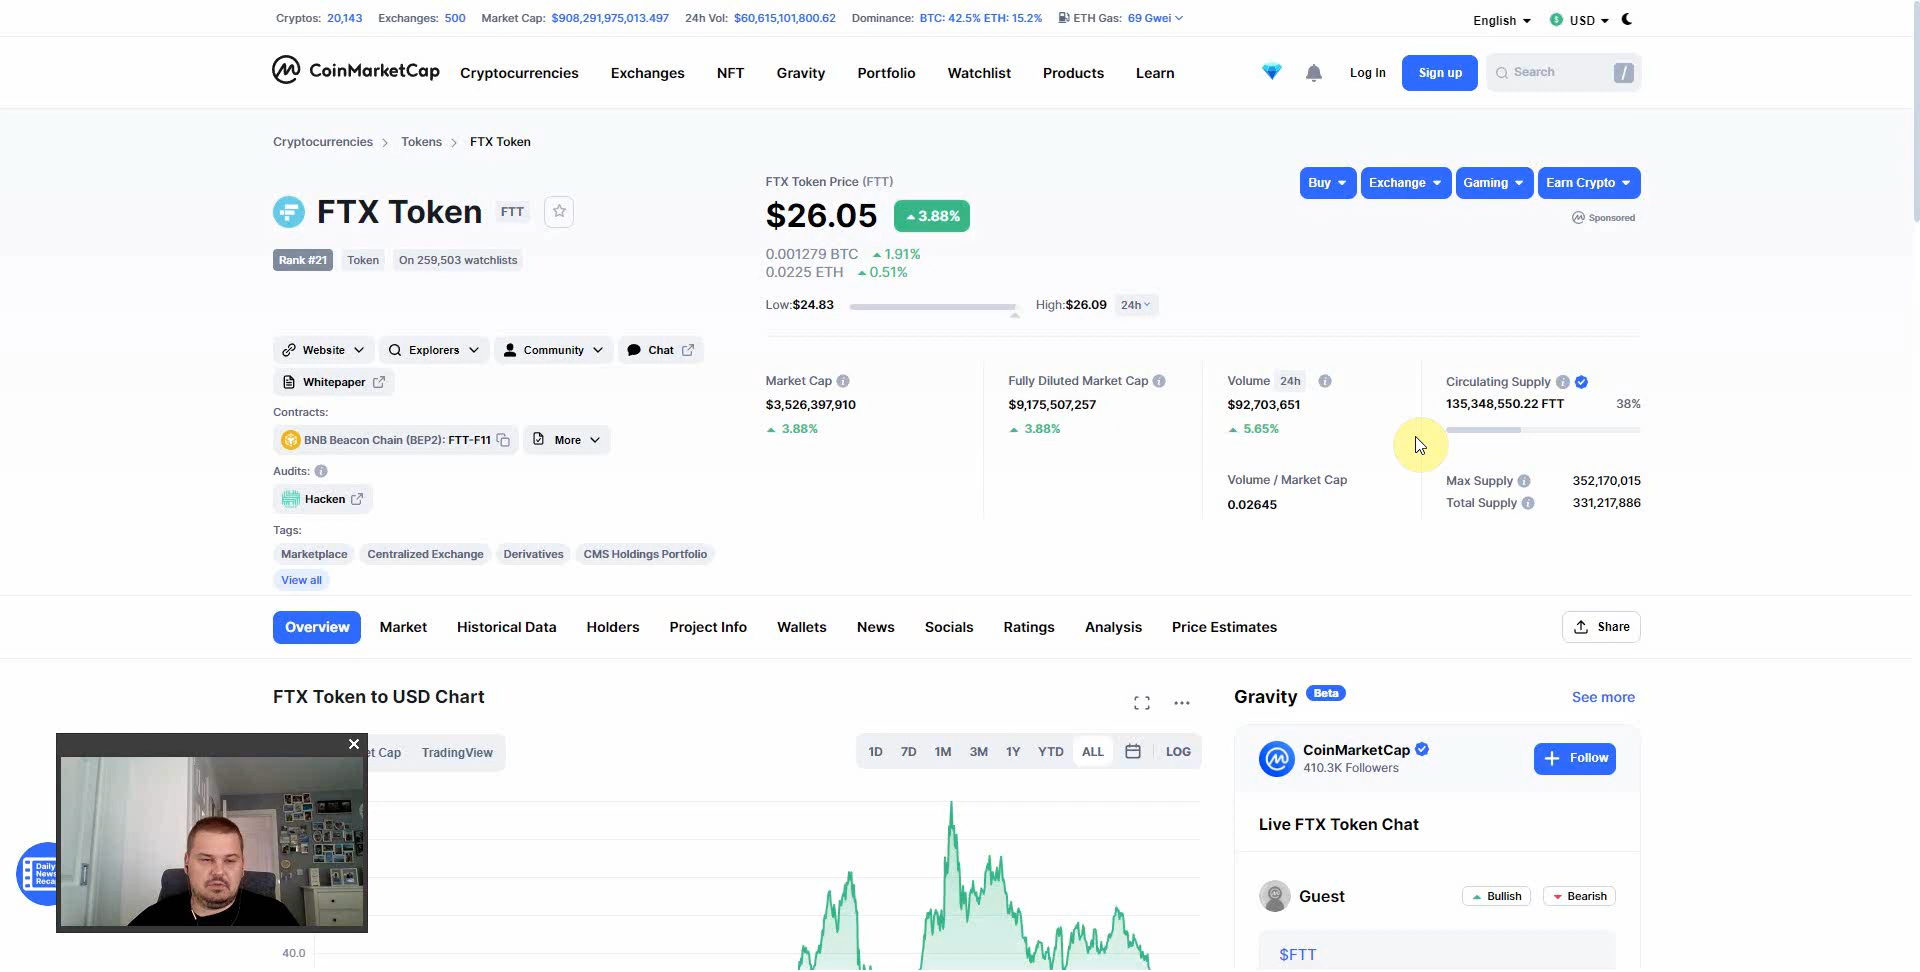 Cryptos: 20,143 Exchanges: 500 Market Cap: $908,291,975,013.497 24h Vol: $60,615,101,800.62 Dominance: BTC: 42.5% ETH: 15.2% ETH Gas: 69 Gwei
English $ USD
CoinMarketCap Cryptocurrencies Exchanges NFT Gravity Portfolio Watchlist Products Learn Log In Sign up Search /
Cryptocurrencies > Tokens > FTX Token
FTX Token FTT
Rank #21 Token On 259,503 watchlists
Website Explorers Community Chat
Whitepaper
Contracts:
BNB Beacon Chain (BEP2): FTT-F11 More
Audits:
Hacken
Tags:
Marketplace Centralized Exchange Derivatives CMS Holdings Portfolio
View all
FTX Token Price (FTT)
$26.05 3.88%
0.001279 BTC 1.91%
0.0225 ETH 0.51%
Low:$24.83 High:$26.09 24h
Buy Exchange Gaming Earn Crypto
Sponsored
Market Cap
$3,526,397,910
3.88%
Fully Diluted Market Cap
$9,175,507,257
3.88%
Volume 24h
$92,703,651
5.65%
Volume / Market Cap
0.02645
Circulating Supply
135,348,550.22 FTT 38%
Max Supply 352,170,015
Total Supply 331,217,886
Overview Market Historical Data Holders Project Info Wallets News Socials Ratings Analysis Price Estimates Share
FTX Token to USD Chart
et Cap TradingView
1D 7D 1M 3M 1Y YTD ALL LOG
40.0
Daily
News
Recap
Gravity Beta See more
CoinMarketCap
410.3K Followers
Follow
Live FTX Token Chat
Guest Bullish Bearish
$FTT